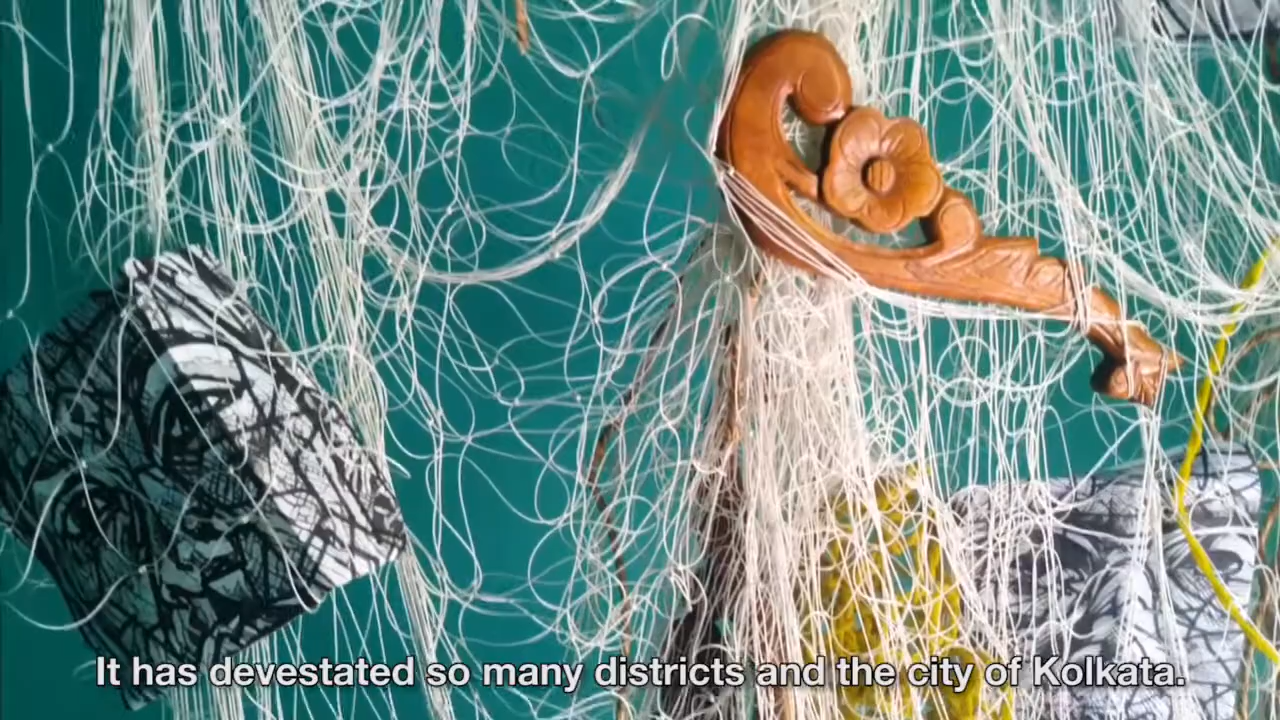 It has devestated so many districts and the city of Kolkata.